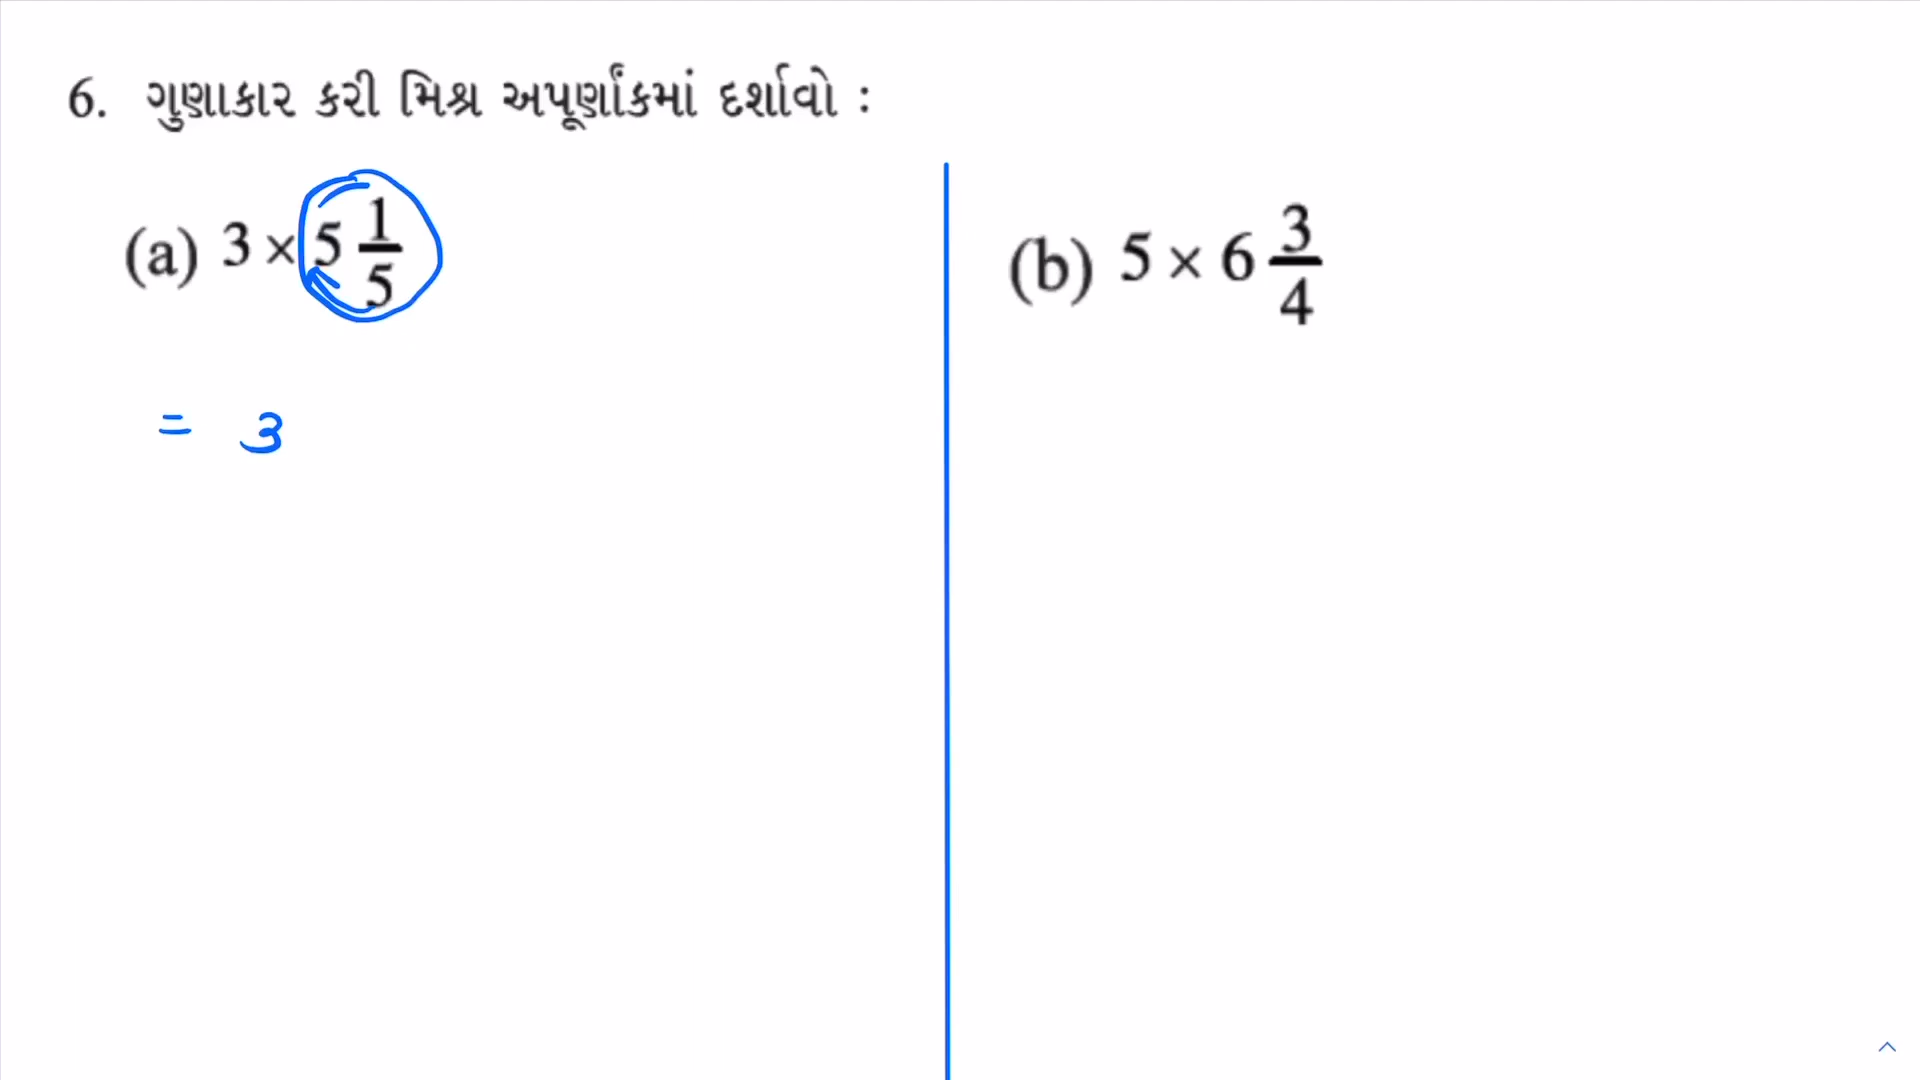 6. ગુણાકાર કરી મિશ્ર અપૂર્ણાંકમાં દર્શાવો :
(a) 3 × 5 1/5
= 3
(b) 5 × 6 3/4